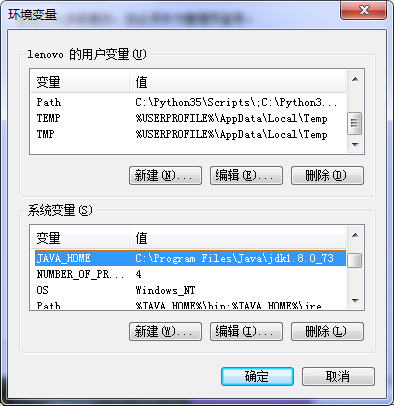 环境变量
lenovo 的用户变量(U)
变量 值
Path C:\Python35\Scripts\;C:\Python3...
TEMP %USERPROFILE%\AppData\Local\Temp
TMP %USERPROFILE%\AppData\Local\Temp
新建(N)... 编辑(E)... 删除(D)
系统变量(S)
变量 值
JAVA_HOME C:\Program Files\Java\jdk1.8.0_73
NUMBER_OF_PR... 4
OS Windows_NT
Path %JAVA_HOME%\bin;%JAVA_HOME%\jre
新建(W)... 编辑(I)... 删除(L)
确定 取消